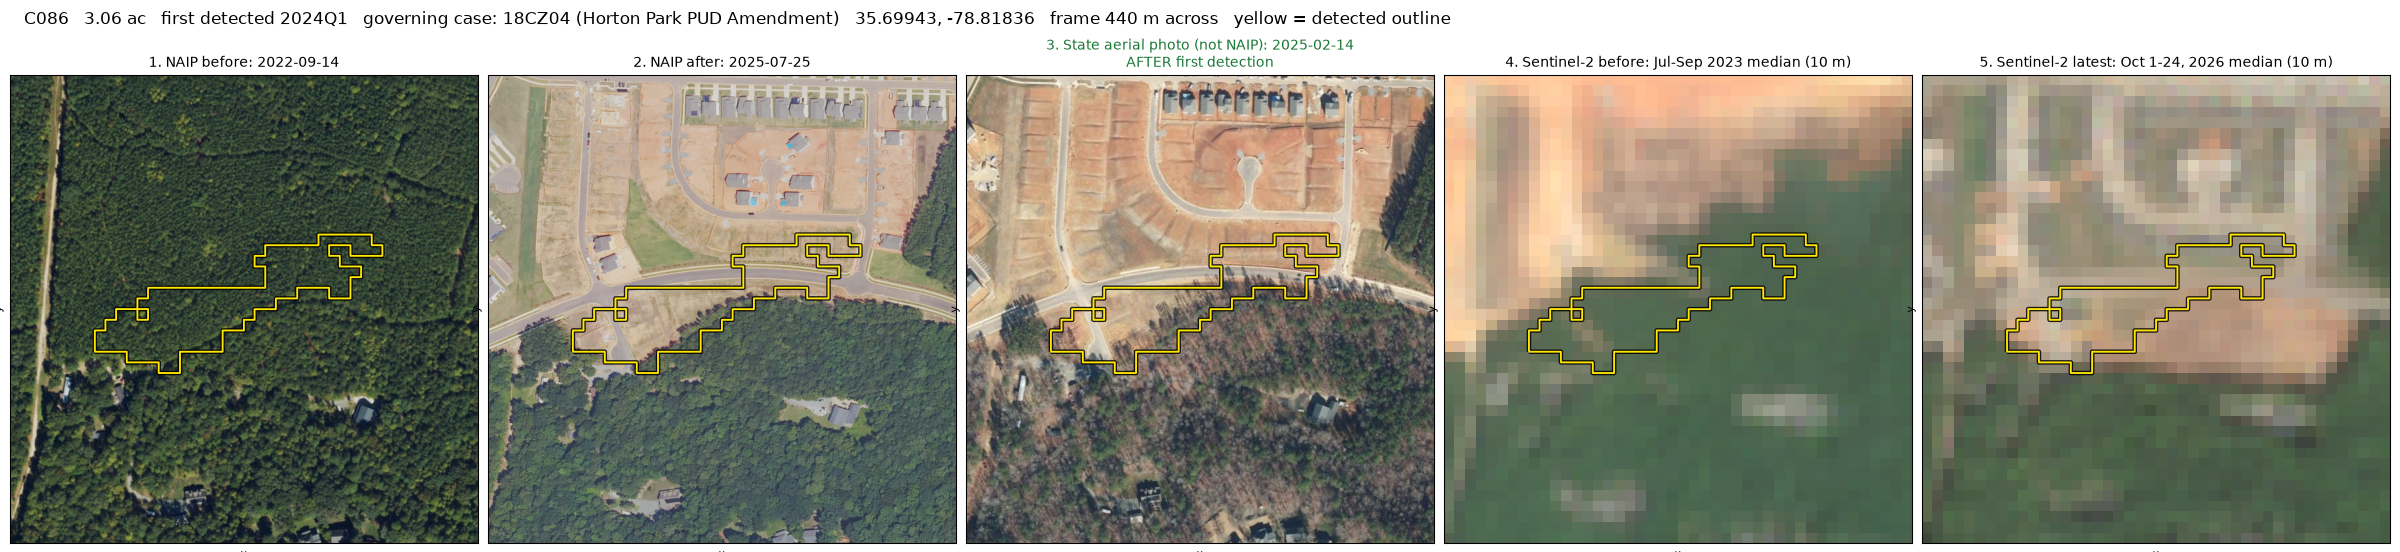 C086   3.06 ac   first detected 2024Q1   governing case: 18CZ04 (Horton Park PUD Amendment)   35.69943, -78.81836   frame 440 m across   yellow = detected outline
1. NAIP before: 2022-09-14
2. NAIP after: 2025-07-25
3. State aerial photo (not NAIP): 2025-02-14
AFTER first detection
4. Sentinel-2 before: Jul-Sep 2023 median (10 m)
5. Sentinel-2 latest: Oct 1-24, 2026 median (10 m)